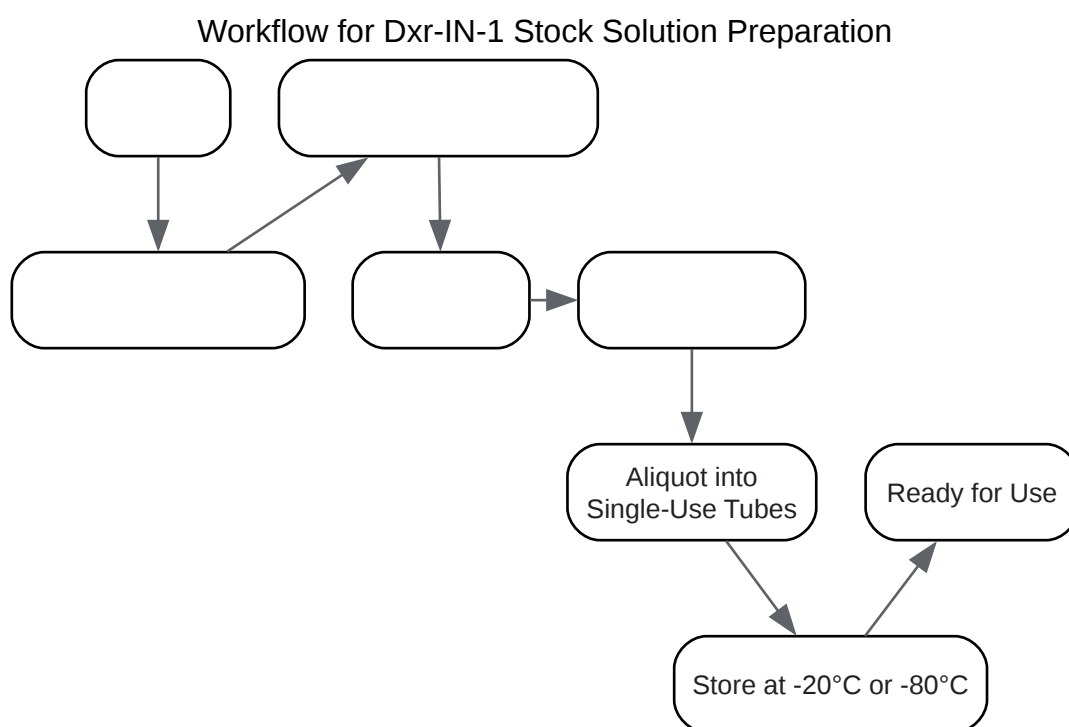 Workflow for Dxr-IN-1 Stock Solution Preparation
Aliquot into
Single-Use Tubes
Ready for Use
Store at -20°C or -80°C